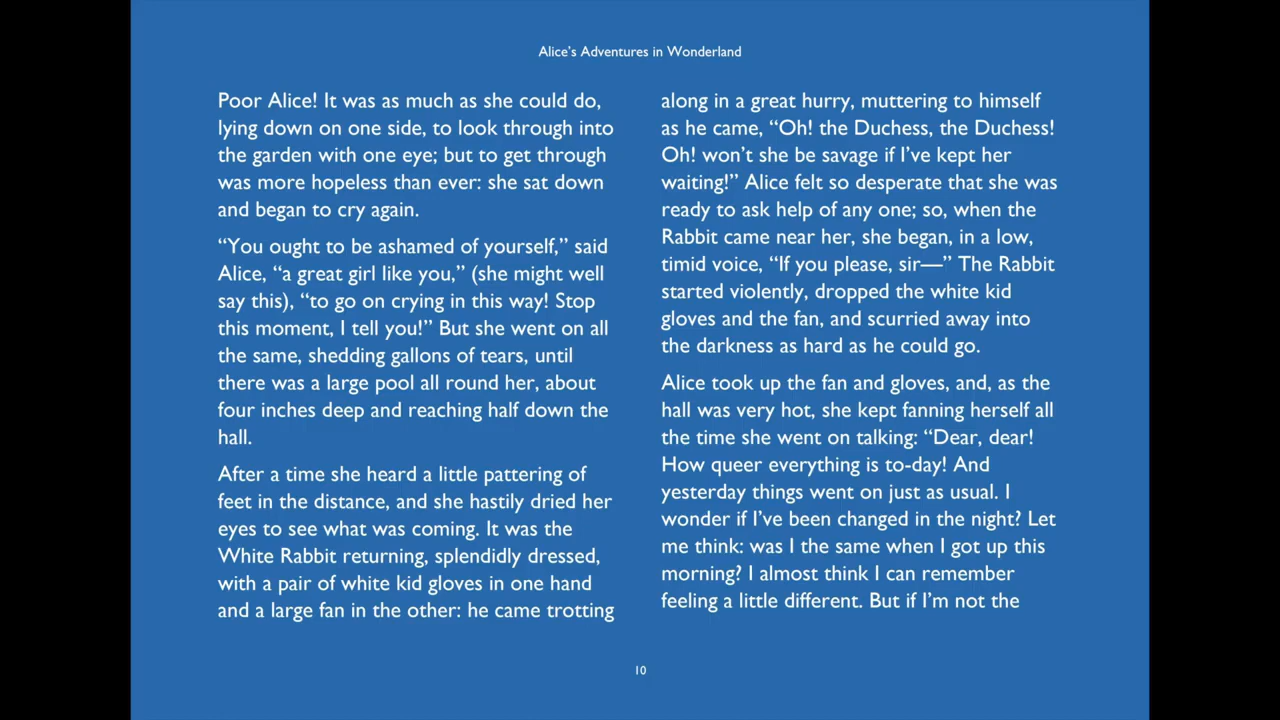 Alice’s Adventures in Wonderland
Poor Alice! It was as much as she could do,
lying down on one side, to look through into
the garden with one eye; but to get through
was more hopeless than ever: she sat down
and began to cry again.
“You ought to be ashamed of yourself,” said
Alice, “a great girl like you,” (she might well
say this), “to go on crying in this way! Stop
this moment, I tell you!” But she went on all
the same, shedding gallons of tears, until
there was a large pool all round her, about
four inches deep and reaching half down the
hall.
After a time she heard a little pattering of
feet in the distance, and she hastily dried her
eyes to see what was coming. It was the
White Rabbit returning, splendidly dressed,
with a pair of white kid gloves in one hand
and a large fan in the other: he came trotting
along in a great hurry, muttering to himself
as he came, “Oh! the Duchess, the Duchess!
Oh! won’t she be savage if I’ve kept her
waiting!” Alice felt so desperate that she was
ready to ask help of any one; so, when the
Rabbit came near her, she began, in a low,
timid voice, “If you please, sir—” The Rabbit
started violently, dropped the white kid
gloves and the fan, and scurried away into
the darkness as hard as he could go.
Alice took up the fan and gloves, and, as the
hall was very hot, she kept fanning herself all
the time she went on talking: “Dear, dear!
How queer everything is to-day! And
yesterday things went on just as usual. I
wonder if I’ve been changed in the night? Let
me think: was I the same when I got up this
morning? I almost think I can remember
feeling a little different. But if I’m not the
10